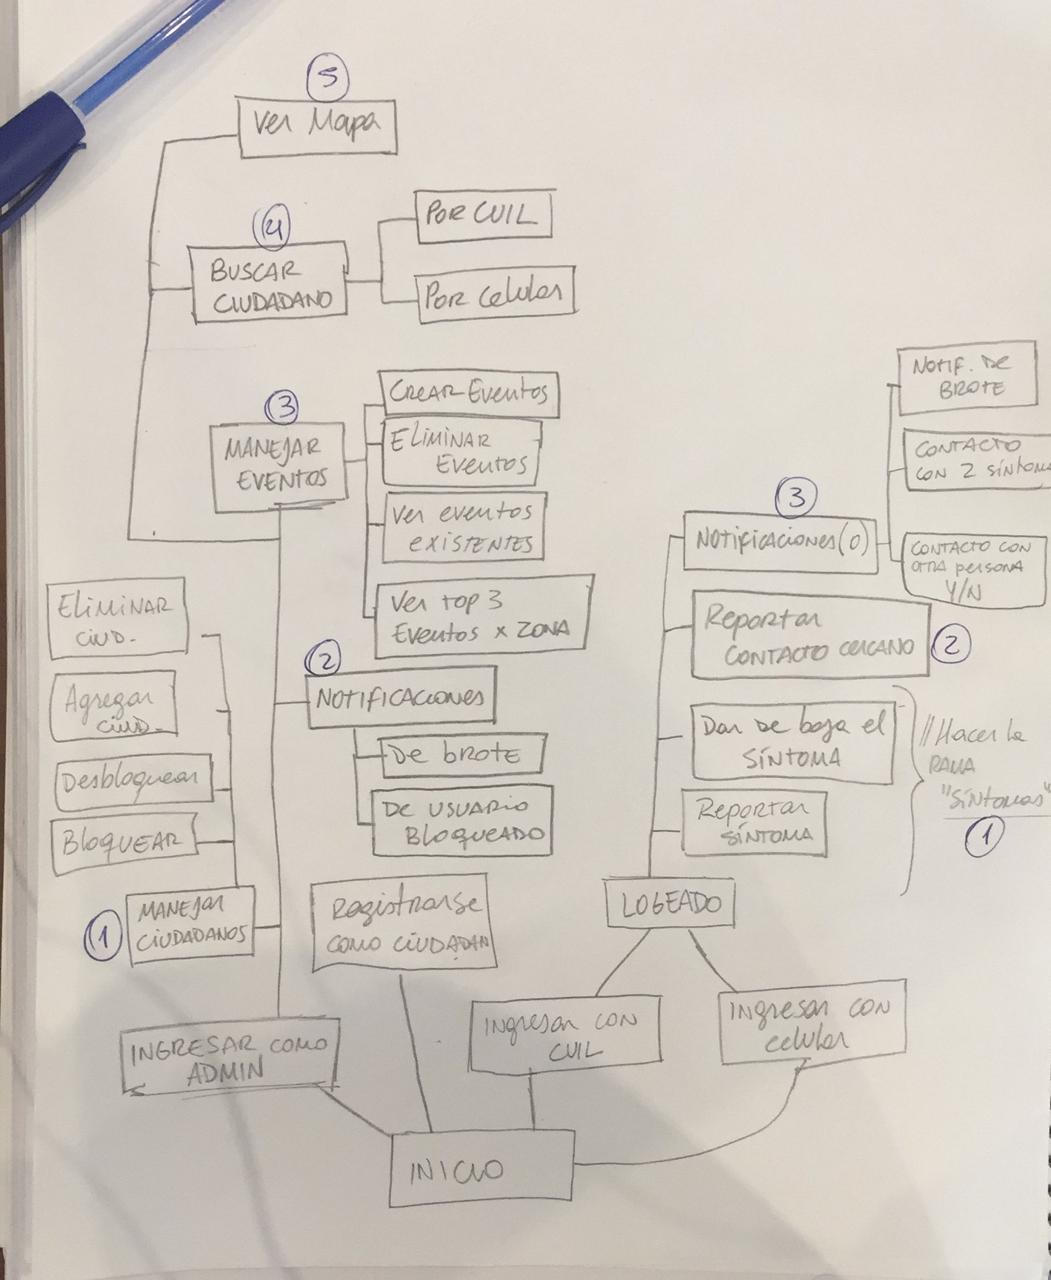 5
Ver Mapa
4
BUSCAR
CIUDADANO
POR CUIL
Por celular
3
MANEJAR
EVENTOS
CREAR Eventos
ELIMINAR
Eventos
Ver eventos
EXISTENTES
Ver top 3
Eventos x ZONA
2
NOTIFICACIONES
De BROTE
DE USUARIO
BLOQUEADO
ELIMINAR
CIUD.
Agregar
CIUD.
Desbloquear
BLOQUEAR
1
MANEJAR
CIUDADANOS
INGRESAR COMO
ADMIN
Registrarse
COMO CIUDADAN
NOTIF. DE
BROTE
CONTACTO
CON 2 SÍNTOMA
CONTACTO CON
OTRA persona
Y/N
3
NOTIFICACIONES(0)
Reportar
CONTACTO CERCANO
2
Dar de baja el
SÍNTOMA
Reportar
SÍNTOMA
// Hacer la
RAMA
"SÍNTOMAS"
1
LOGEADO
Ingresar CON
CUIL
Ingresar CON
celular
INICIO